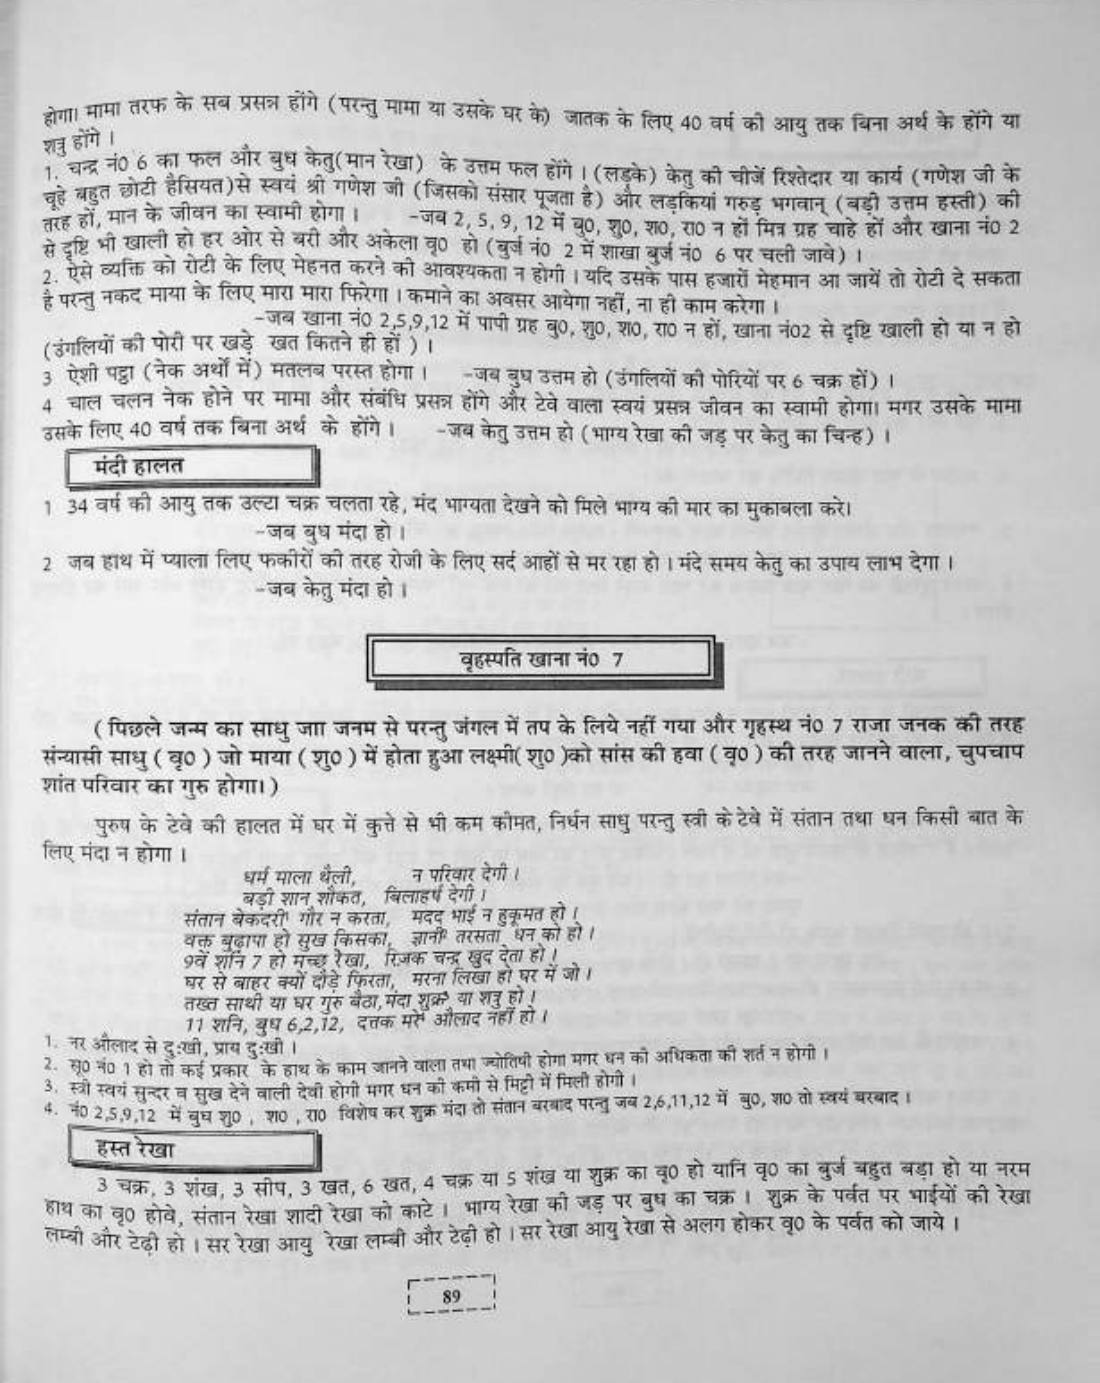 होगा। मामा तरफ के सब प्रसन्न होंगे (परन्तु मामा या उसके घर के) जातक के लिए 40 वर्ष की आयु तक बिना अर्थ के होंगे या
शत्रु होंगे ।
1. चन्द्र नं0 6 का फल और बुध केतु(मान रेखा) के उत्तम फल होंगे । (लड़के) केतु की चीजें रिश्तेदार या कार्य (गणेश जी के
चूहे बहुत छोटी हैसियत)से स्वयं श्री गणेश जी (जिसको संसार पूजता है) और लड़कियां गरुड़ भगवान् (बड़ी उत्तम हस्ती) की
तरह हों, मान के जीवन का स्वामी होगा । -जब 2, 5, 9, 12 में बु0, शु0, श0, रा0 न हों मित्र ग्रह चाहे हों और खाना नं0 2
से दृष्टि भी खाली हो हर ओर से बरी और अकेला वृ0 हो (बुर्ज नं0 2 में शाखा बुर्ज नं0 6 पर चली जावे) ।
2. ऐसे व्यक्ति को रोटी के लिए मेहनत करने की आवश्यकता न होगी । यदि उसके पास हजारों मेहमान आ जायें तो रोटी दे सकता
है परन्तु नकद माया के लिए मारा मारा फिरेगा । कमाने का अवसर आयेगा नहीं, ना ही काम करेगा ।
-जब खाना नं0 2,5,9,12 में पापी ग्रह बु0, शु0, श0, रा0 न हों, खाना नं02 से दृष्टि खाली हो या न हो
(उंगलियों की पोरी पर खड़े खत कितने ही हों ) ।
3 ऐशी पट्ठा (नेक अर्थों में) मतलब परस्त होगा । -जब बुध उत्तम हो (उंगलियों की पोरियों पर 6 चक्र हों) ।
4 चाल चलन नेक होने पर मामा और संबंधि प्रसन्न होंगे और टेवे वाला स्वयं प्रसन्न जीवन का स्वामी होगा। मगर उसके मामा
उसके लिए 40 वर्ष तक बिना अर्थ के होंगे । -जब केतु उत्तम हो (भाग्य रेखा की जड़ पर केतु का चिन्ह) ।
मंदी हालत
1 34 वर्ष की आयु तक उल्टा चक्र चलता रहे, मंद भाग्यता देखने को मिले भाग्य की मार का मुकाबला करे।
-जब बुध मंदा हो ।
2 जब हाथ में प्याला लिए फकीरों की तरह रोजी के लिए सर्द आहों से मर रहा हो । मंदे समय केतु का उपाय लाभ देगा ।
-जब केतु मंदा हो ।
वृहस्पति खाना नं0 7
( पिछले जन्म का साधु जाा जनम से परन्तु जंगल में तप के लिये नहीं गया और गृहस्थ नं0 7 राजा जनक की तरह
संन्यासी साधु ( वृ0 ) जो माया ( शु0 ) में होता हुआ लक्ष्मी( शु0 )को सांस की हवा ( वृ0 ) की तरह जानने वाला, चुपचाप
शांत परिवार का गुरु होगा। )
पुरुष के टेवे की हालत में घर में कुत्ते से भी कम कीमत, निर्धन साधु परन्तु स्त्री के टेवे में संतान तथा धन किसी बात के
लिए मंदा न होगा ।
धर्म माला थैली, न परिवार देगी ।
बड़ी शान शौकत, बिलाहर्ष देगी ।
संतान बेकदरी¹ गौर न करता, मदद भाई न हुकूमत हो ।
वक्त बुढ़ापा हो सुख किसका, ज्ञानी² तरसता धन को हो ।
9वें शनि 7 हो मच्छ रेखा, रिज़क चन्द्र खुद देता हो ।
घर से बाहर क्यों दौड़े फिरता, मरना लिखा हो घर में जो ।
तख्त साथी या घर गुरु बैठा, मंदा शुक्र³ या शत्रु हो ।
11 शनि, बुध 6,2,12, दत्तक मरे⁴ औलाद नहीं हो ।
1. नर औलाद से दु:खी, प्राय दु:खी ।
2. सू0 नं0 1 हो तो कई प्रकार के हाथ के काम जानने वाला तथा ज्योतिषी होगा मगर धन की अधिकता की शर्त न होगी ।
3. स्त्री स्वयं सुन्दर व सुख देने वाली देवी होगी मगर धन की कमी से मिट्टी में मिली होगी ।
4. नं0 2,5,9,12 में बुध शु0 , श0 , रा0 विशेष कर शुक्र मंदा तो संतान बरबाद परन्तु जब 2,6,11,12 में बु0, श0 तो स्वयं बरबाद ।
हस्त रेखा
3 चक्र, 3 शंख, 3 सीप, 3 खत, 6 खत, 4 चक्र या 5 शंख या शुक्र का वृ0 हो यानि वृ0 का बुर्ज बहुत बड़ा हो या नरम
हाथ का वृ0 होवे, संतान रेखा शादी रेखा को काटे । भाग्य रेखा की जड़ पर बुध का चक्र । शुक्र के पर्वत पर भाईयों की रेखा
लम्बी और टेढ़ी हो । सर रेखा आयु रेखा लम्बी और टेढ़ी हो । सर रेखा आयु रेखा से अलग होकर वृ0 के पर्वत को जाये ।
89